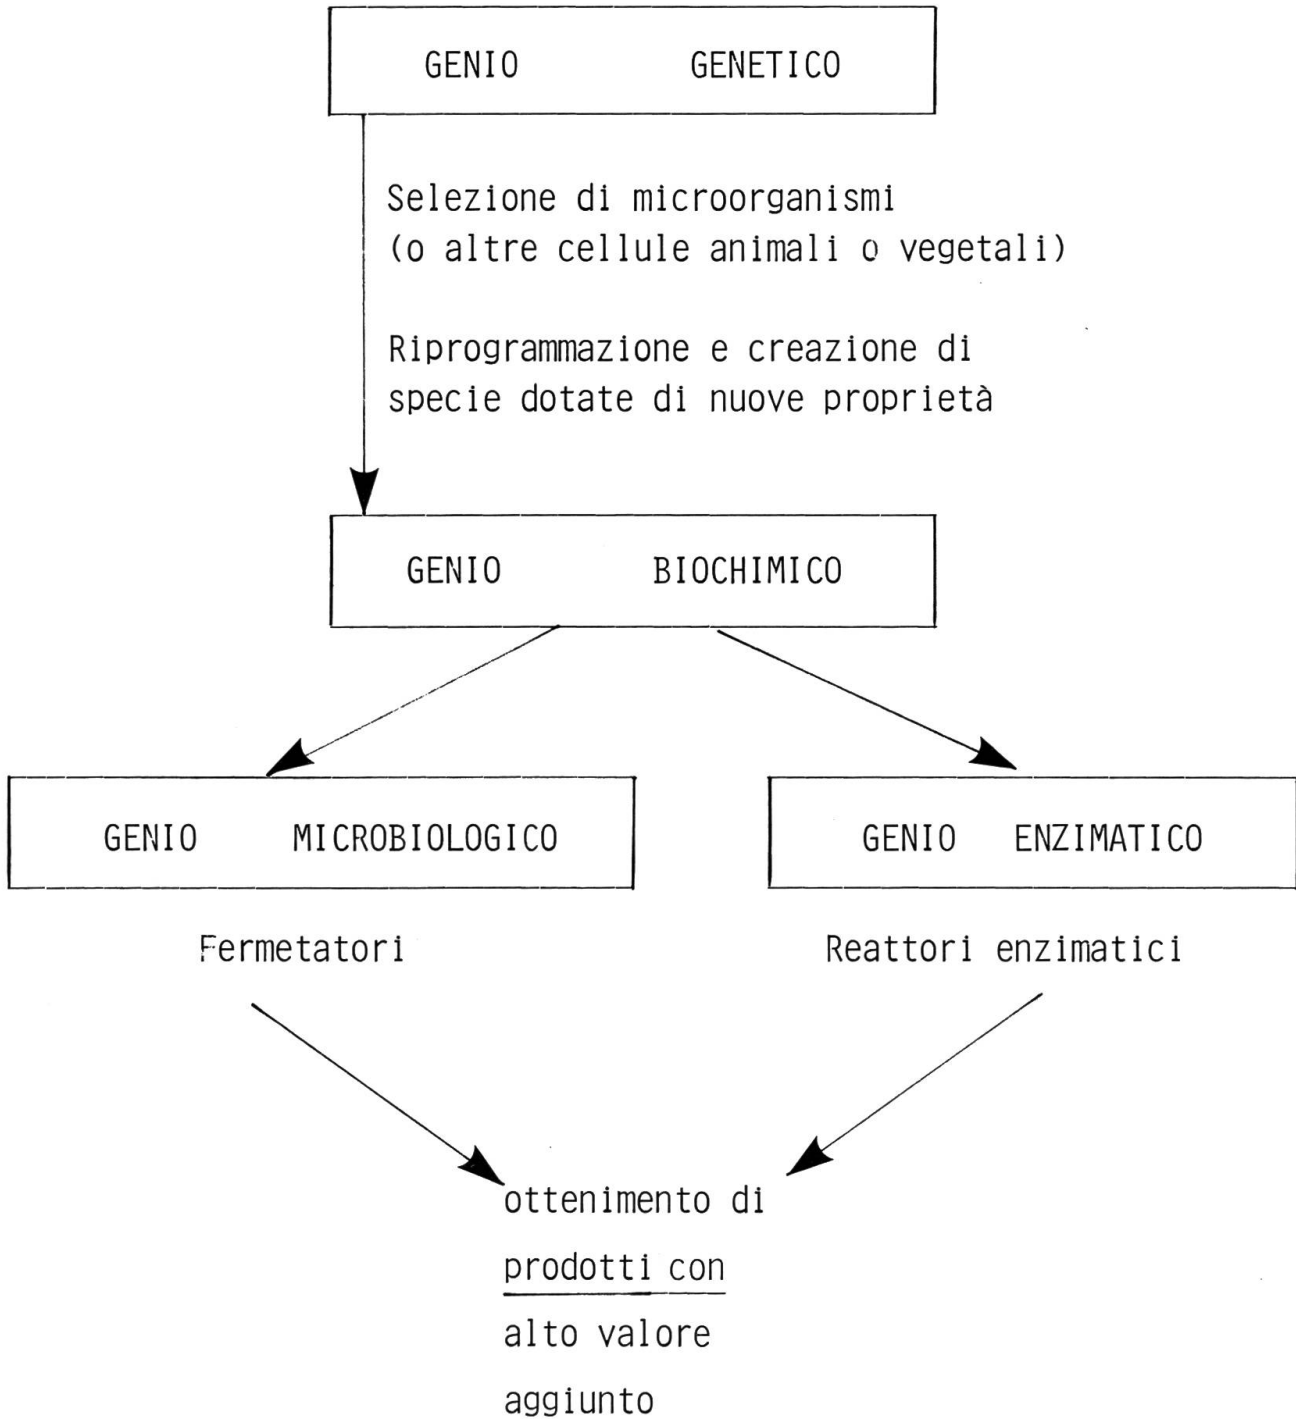 GENIO GENETICO
Selezione di microorganismi
(o altre cellule animali o vegetali)
Riprogrammazione e creazione di
specie dotate di nuove proprietà
GENIO BIOCHIMICO
GENIO MICROBIOLOGICO
GENIO ENZIMATICO
Fermetatori
Reattori enzimatici
ottenimento di
prodotti con
alto valore
aggiunto